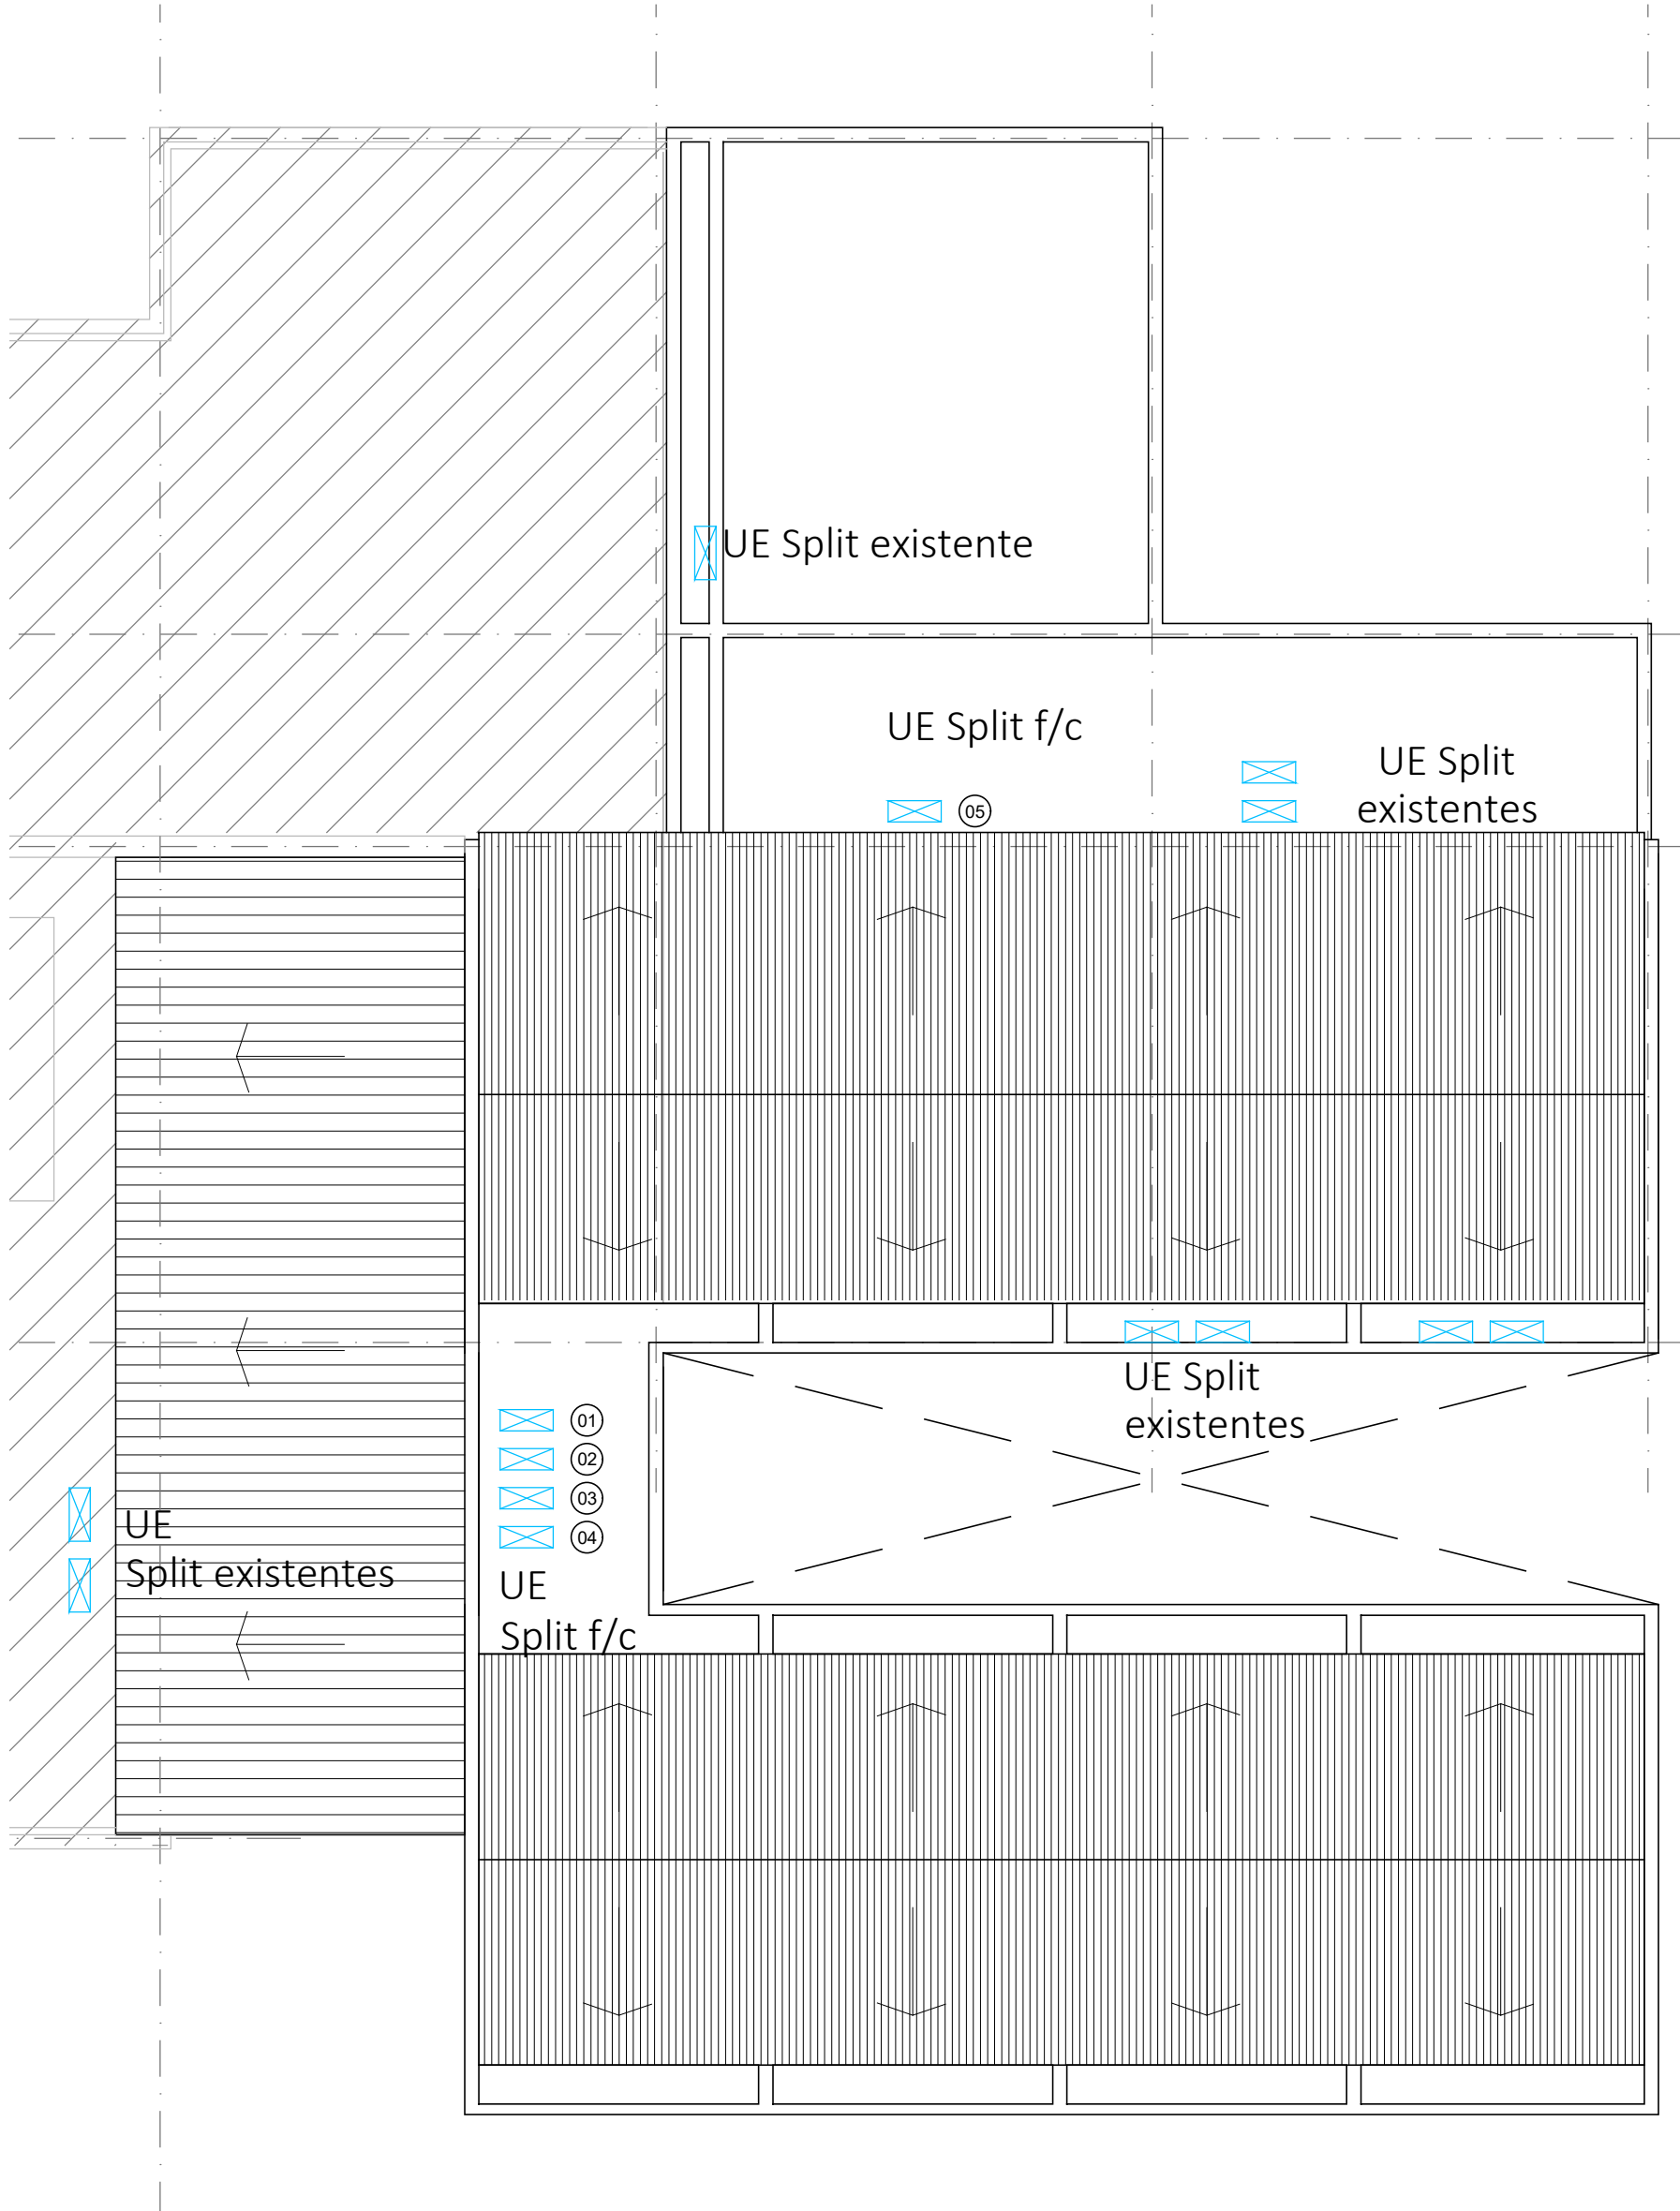 UE Split existente
UE Split f/c
05
UE Split
existentes
UE Split
existentes
01
02
03
04
UE
Split existentes
UE
Split f/c